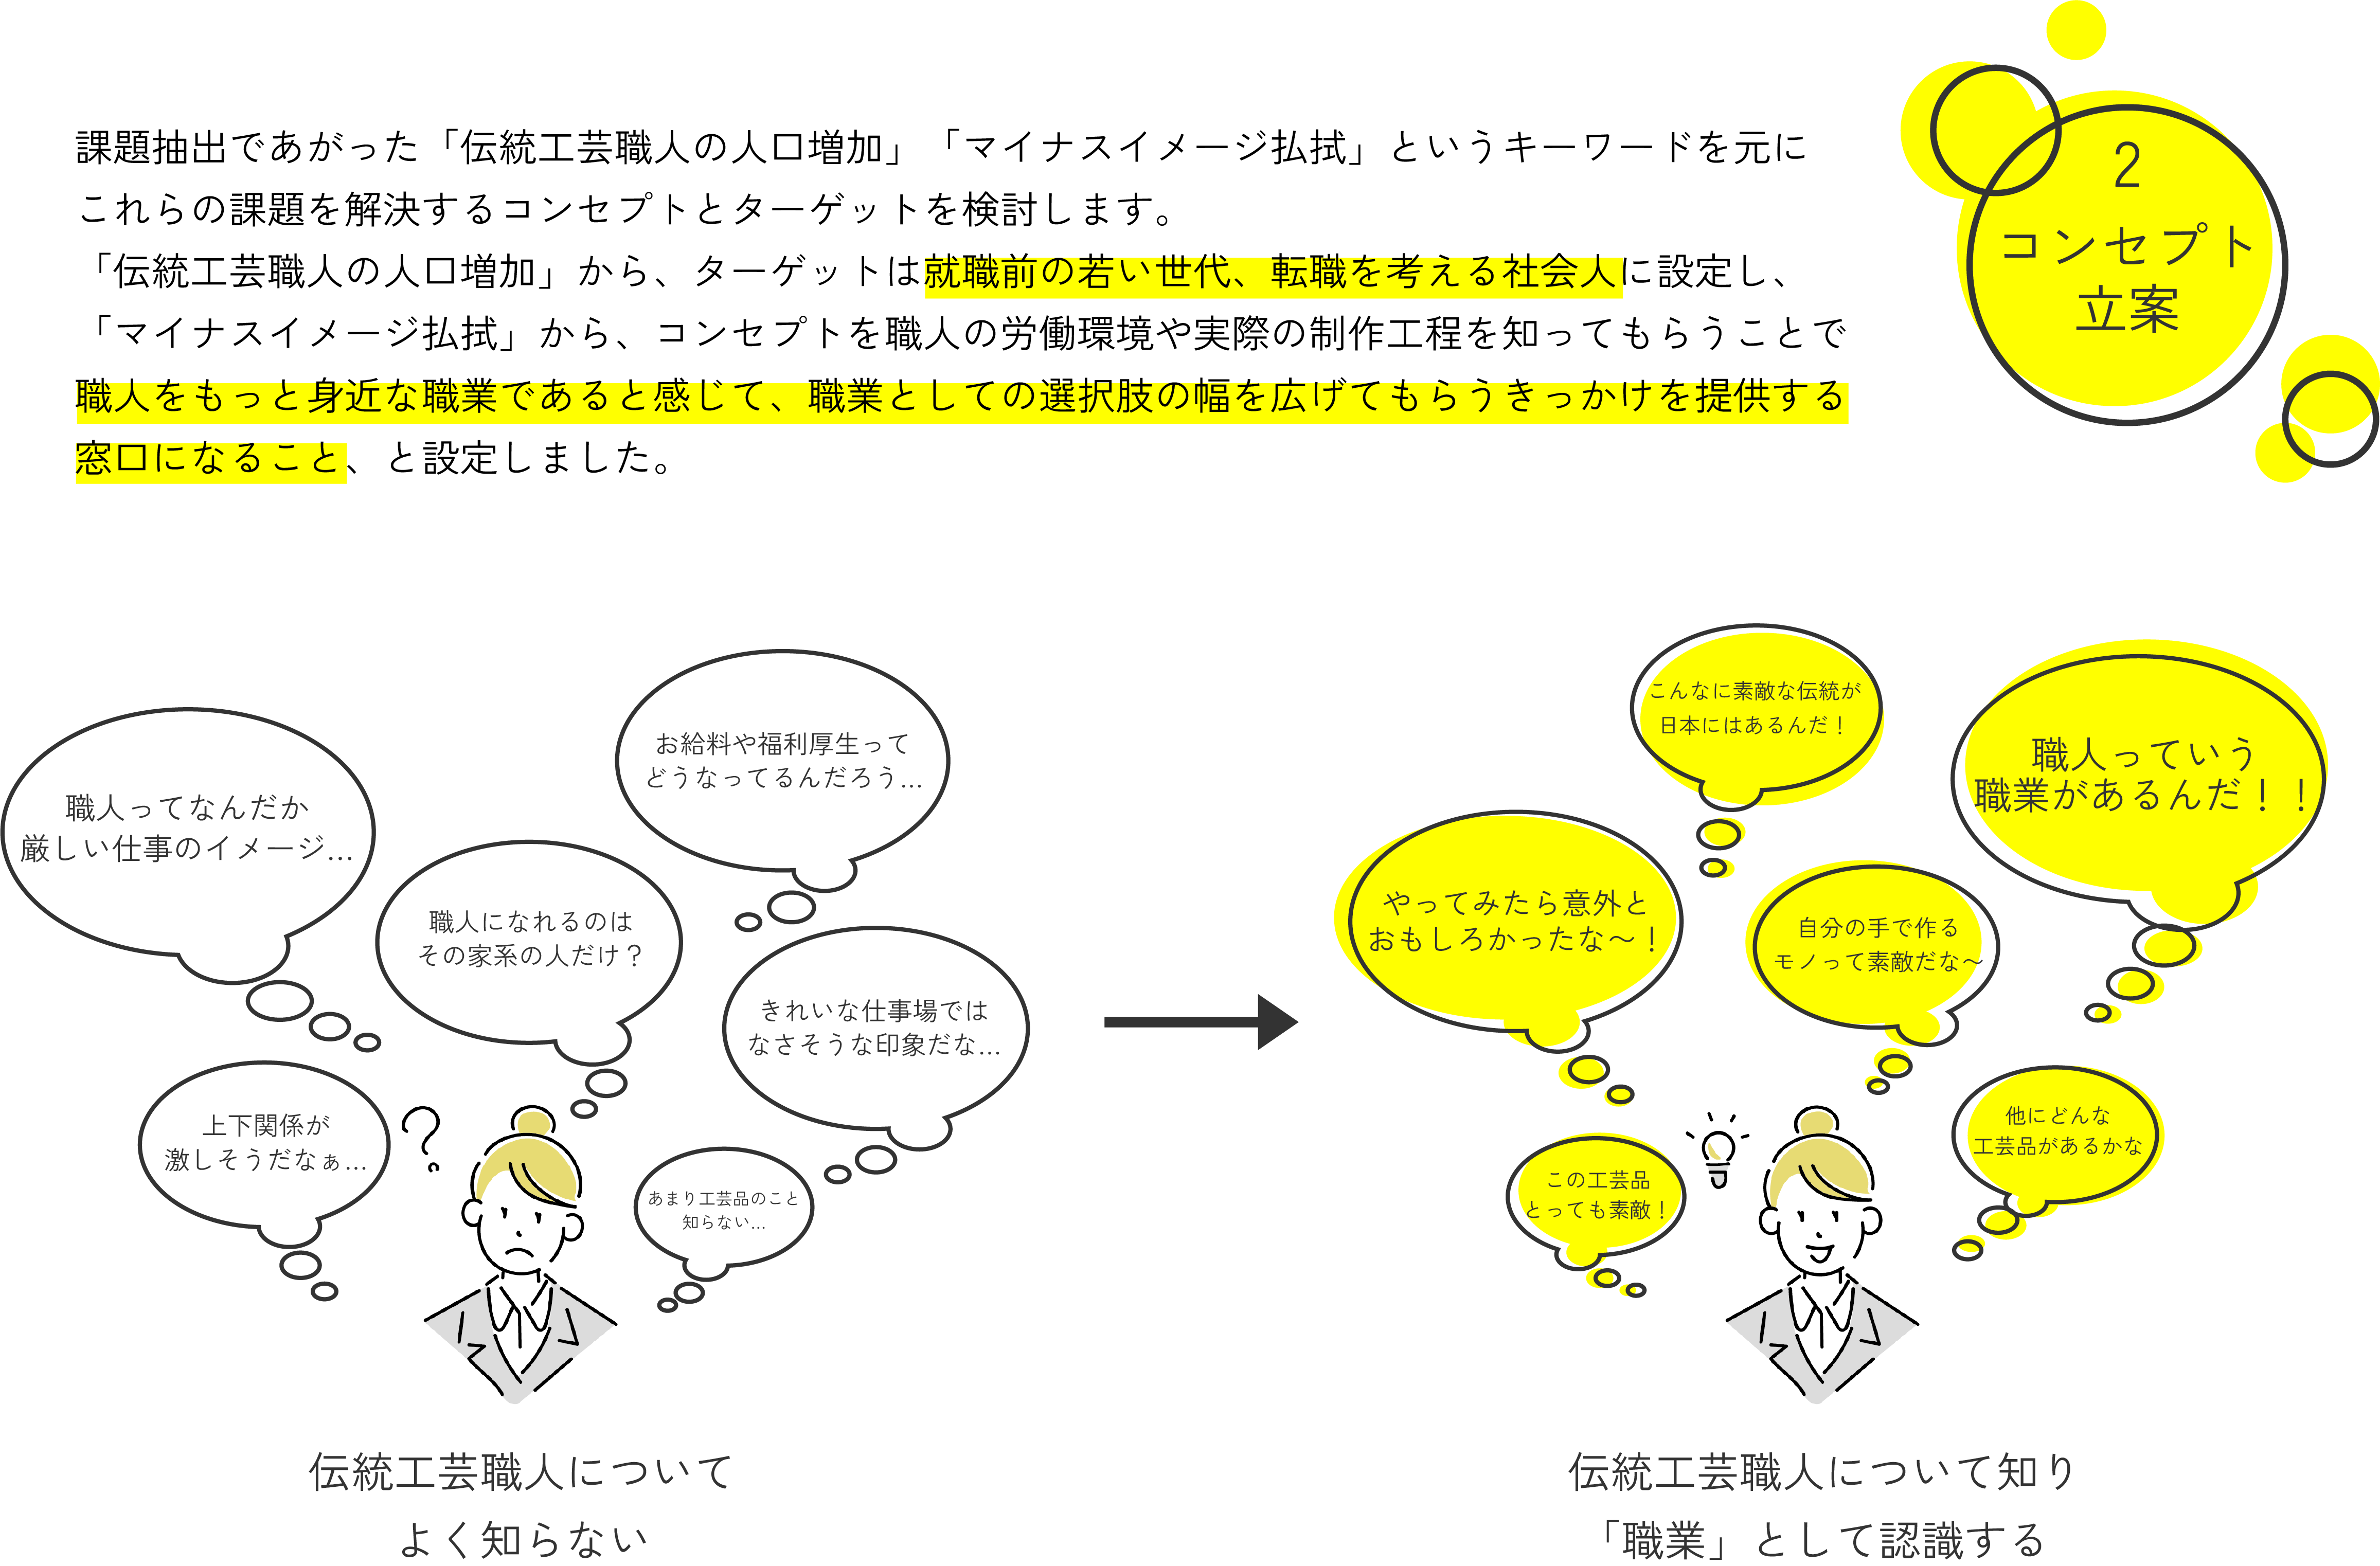 2
コンセプト
立案
課題抽出であがった「伝統工芸職人の人口増加」「マイナスイメージ払拭」というキーワードを元に
これらの課題を解決するコンセプトとターゲットを検討します。
「伝統工芸職人の人口増加」から、ターゲットは就職前の若い世代、転職を考える社会人に設定し、
「マイナスイメージ払拭」から、コンセプトを職人の労働環境や実際の制作工程を知ってもらうことで
職人をもっと身近な職業であると感じて、職業としての選択肢の幅を広げてもらうきっかけを提供する
窓口になること、と設定しました。
職人ってなんだか
厳しい仕事のイメージ…
お給料や福利厚生って
どうなってるんだろう…
職人になれるのは
その家系の人だけ？
きれいな仕事場では
なさそうな印象だな…
上下関係が
激しそうだなぁ…
あまり工芸品のこと
知らない…
伝統工芸職人について
よく知らない
こんなに素敵な伝統が
日本にはあるんだ！
職人っていう
職業があるんだ！！
やってみたら意外と
おもしろかったな〜！
自分の手で作る
モノって素敵だな〜
他にどんな
工芸品があるかな
この工芸品
とっても素敵！
伝統工芸職人について知り
「職業」として認識する